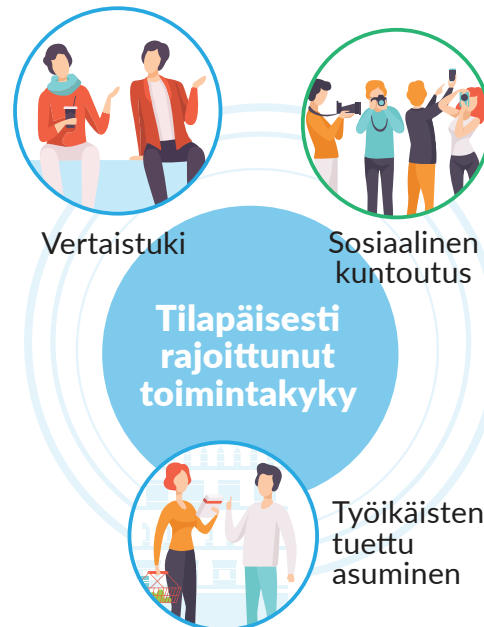 Vertaistuki
Sosiaalinen
kuntoutus
Tilapäisesti
rajoittunut
toimintakyky
Työikäisten
tuettu
asuminen